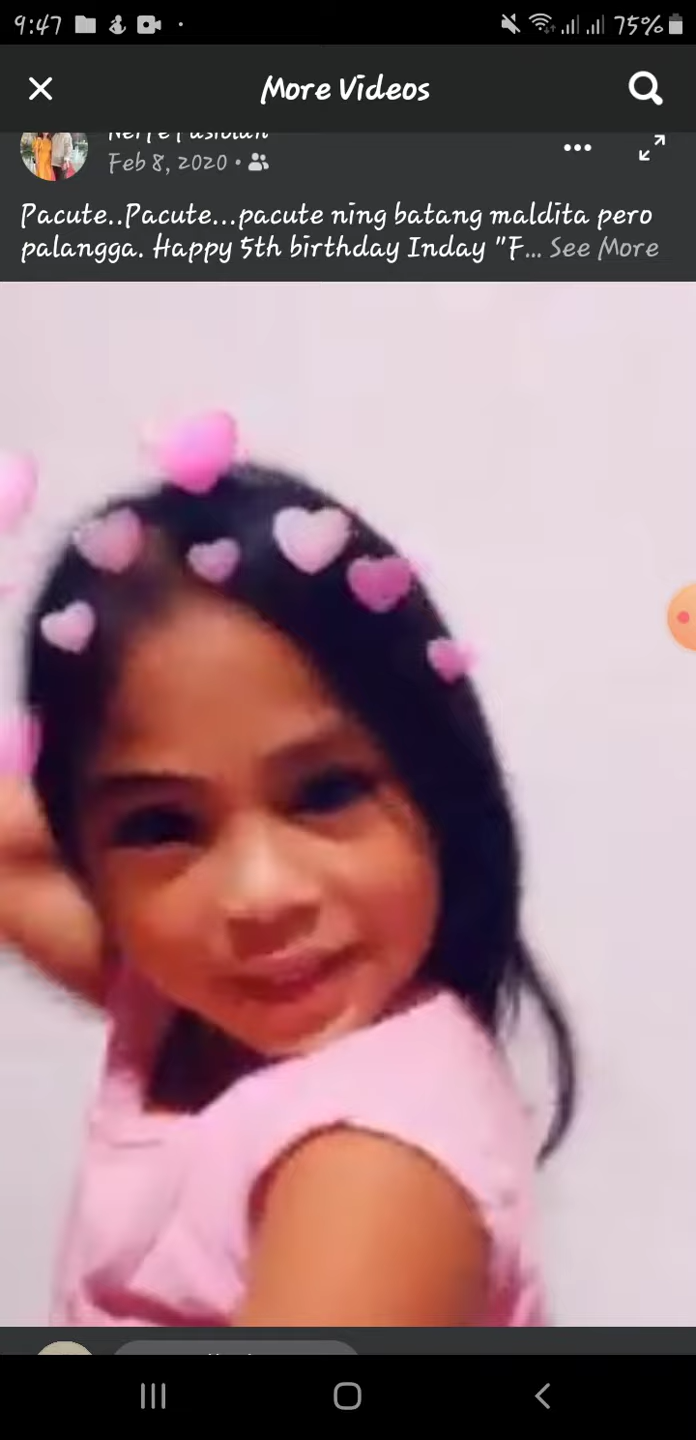 9:47
75%
More Videos
Feb 8, 2020
Pacute..Pacute...pacute ning batang maldita pero
palangga. Happy 5th birthday Inday "F... See More